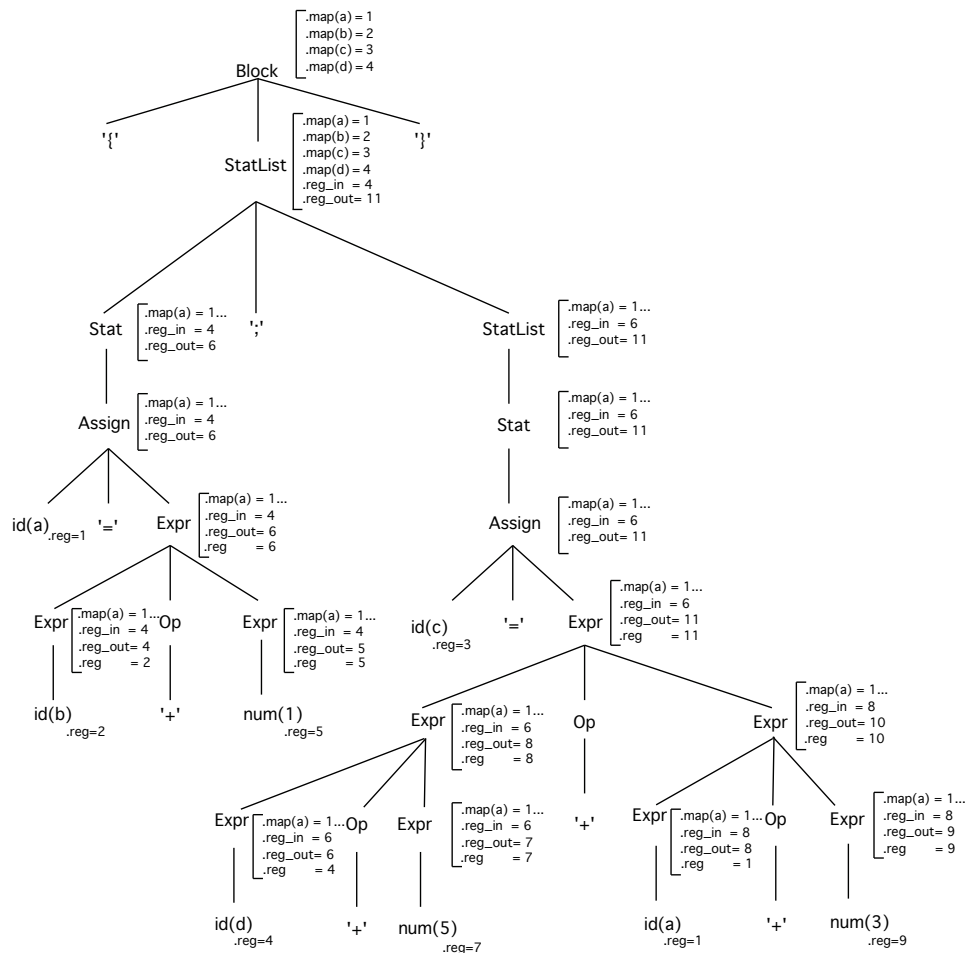 .map(a) = 1
.map(b) = 2
.map(c) = 3
.map(d) = 4
Block
'{'
'}'
.map(a) = 1
.map(b) = 2
.map(c) = 3
.map(d) = 4
.reg_in = 4
.reg_out= 11
StatList
Stat
.map(a) = 1...
.reg_in = 4
.reg_out= 6
';'
StatList
.map(a) = 1...
.reg_in = 6
.reg_out= 11
Assign
.map(a) = 1...
.reg_in = 4
.reg_out= 6
Stat
.map(a) = 1...
.reg_in = 6
.reg_out= 11
id(a).reg=1
'='
Expr
.map(a) = 1...
.reg_in = 4
.reg_out= 6
.reg = 6
Assign
.map(a) = 1...
.reg_in = 6
.reg_out= 11
Expr
.map(a) = 1...
.reg_in = 4
.reg_out= 4
.reg = 2
Op
Expr
.map(a) = 1...
.reg_in = 4
.reg_out= 5
.reg = 5
id(c)
.reg=3
'='
Expr
.map(a) = 1...
.reg_in = 6
.reg_out= 11
.reg = 11
id(b)
.reg=2
'+'
num(1)
.reg=5
Expr
.map(a) = 1...
.reg_in = 6
.reg_out= 8
.reg = 8
Op
Expr
.map(a) = 1...
.reg_in = 8
.reg_out= 10
.reg = 10
Expr
.map(a) = 1...
.reg_in = 6
.reg_out= 6
.reg = 4
Op
Expr
.map(a) = 1...
.reg_in = 6
.reg_out= 7
.reg = 7
'+'
Expr
.map(a) = 1...
.reg_in = 8
.reg_out= 8
.reg = 1
Op
Expr
.map(a) = 1...
.reg_in = 8
.reg_out= 9
.reg = 9
id(d)
.reg=4
'+'
num(5)
.reg=7
id(a)
.reg=1
'+'
num(3)
.reg=9